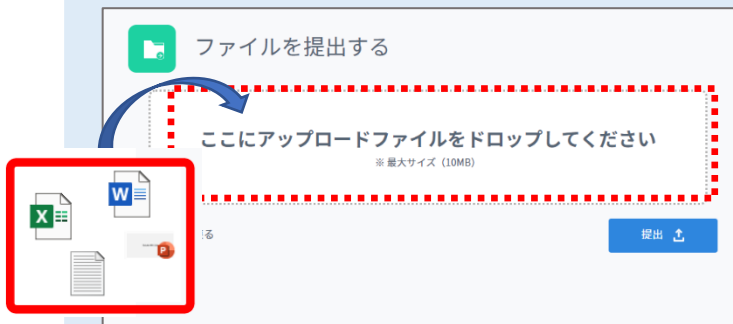 ファイルを提出する
ここにアップロードファイルをドロップしてください
※ 最大サイズ（10MB）
W
X
P
る
提出